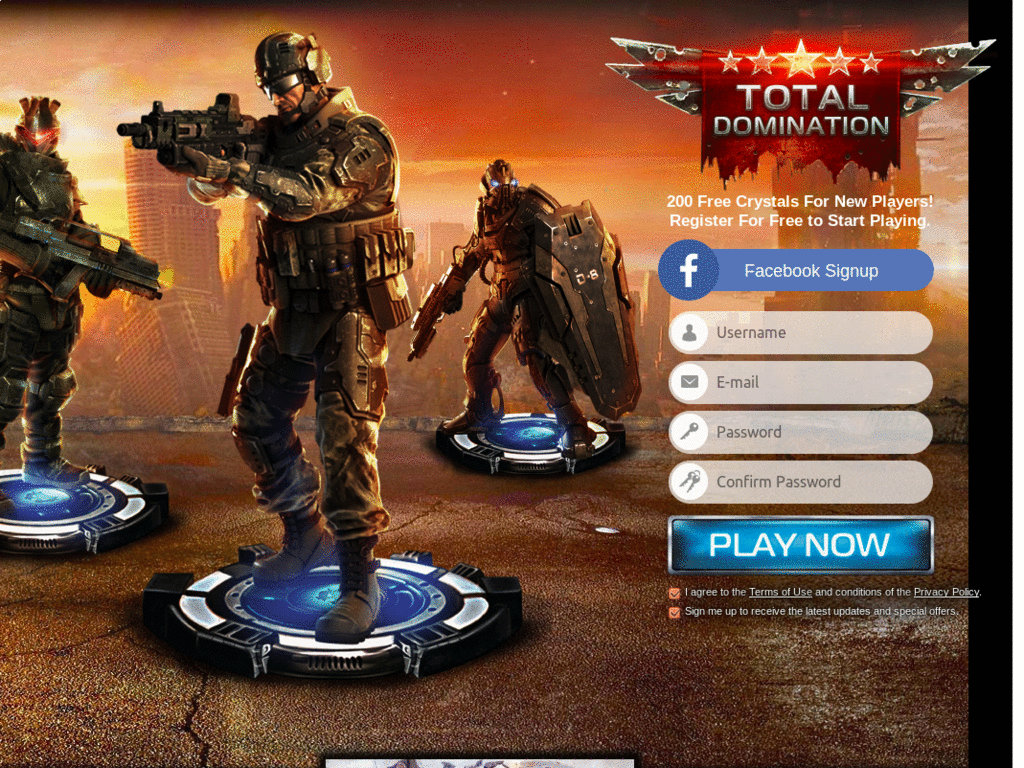 TOTAL
DOMINATION
200 Free Crystals For New Players!
Register For Free to Start Playing.
Facebook Signup
Username
E-mail
Password
Confirm Password
PLAY NOW
I agree to the Terms of Use and conditions of the Privacy Policy.
Sign me up to receive the latest updates and special offers.